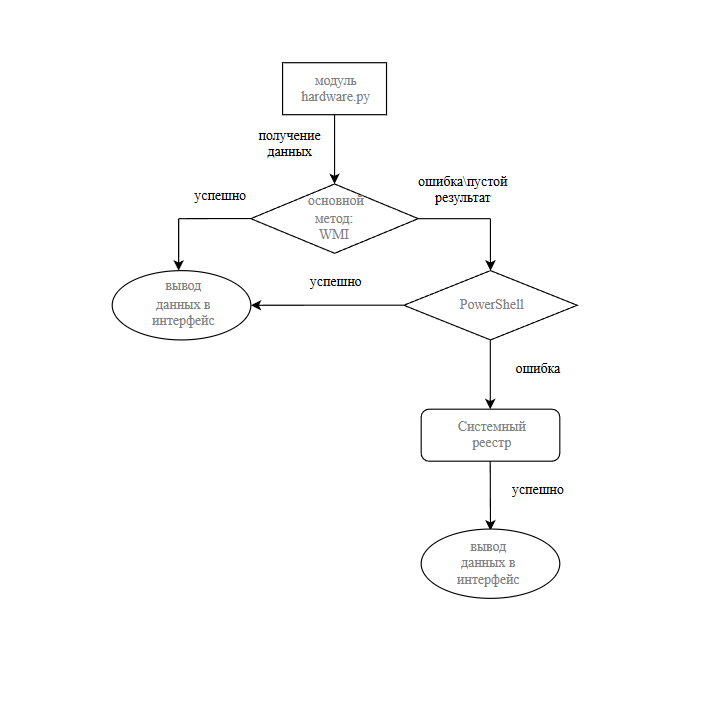 модуль
hardware.py
получение
данных
успешно
основной
метод:
WMI
ошибка\пустой
результат
вывод
данных в
интерфейс
успешно
PowerShell
ошибка
Системный
реестр
успешно
вывод
данных в
интерфейс